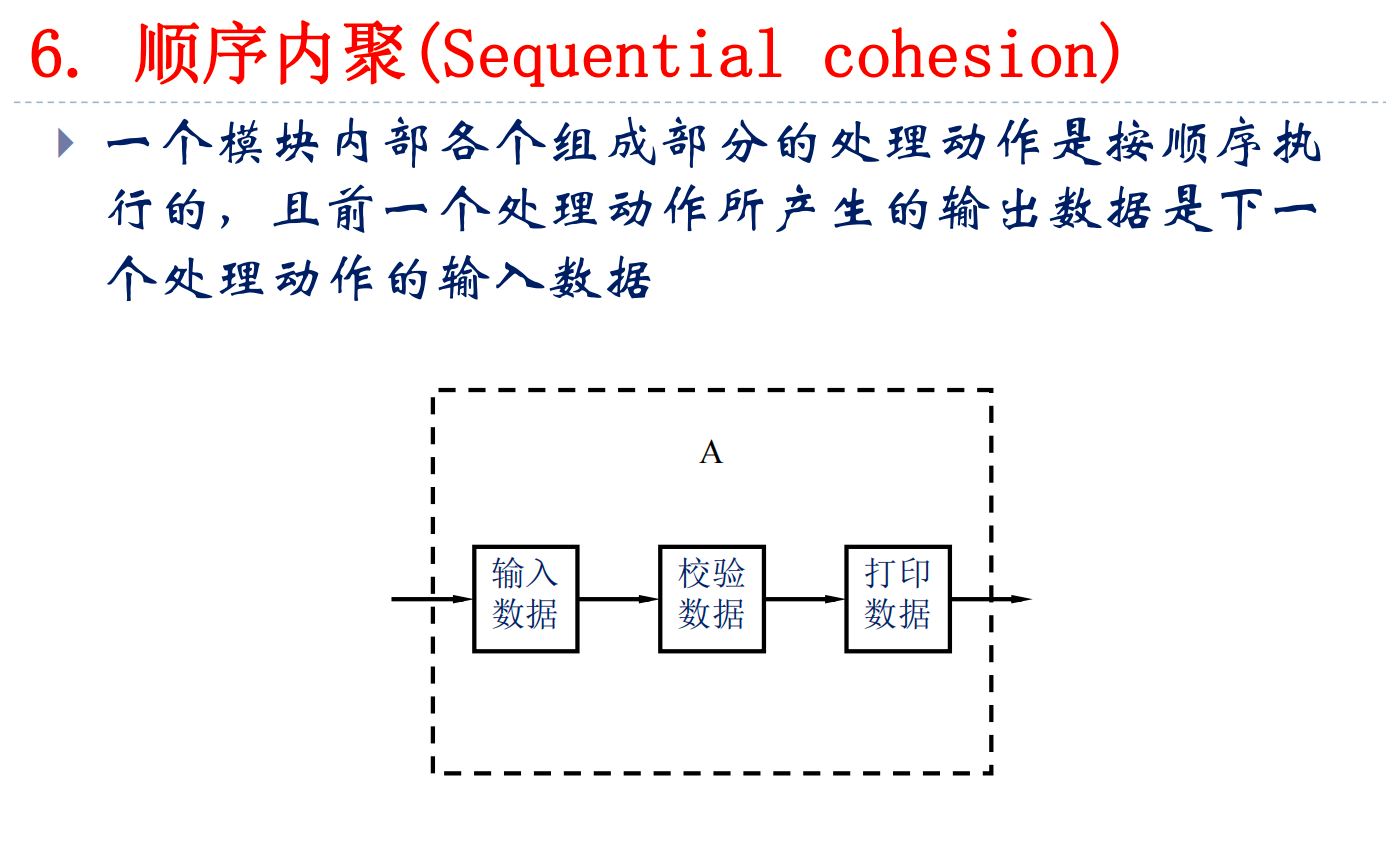 6. 顺序内聚(Sequential cohesion)
一个模块内部各个组成部分的处理动作是按顺序执
行的，且前一个处理动作所产生的输出数据是下一
个处理动作的输入数据
A
输入
数据
校验
数据
打印
数据